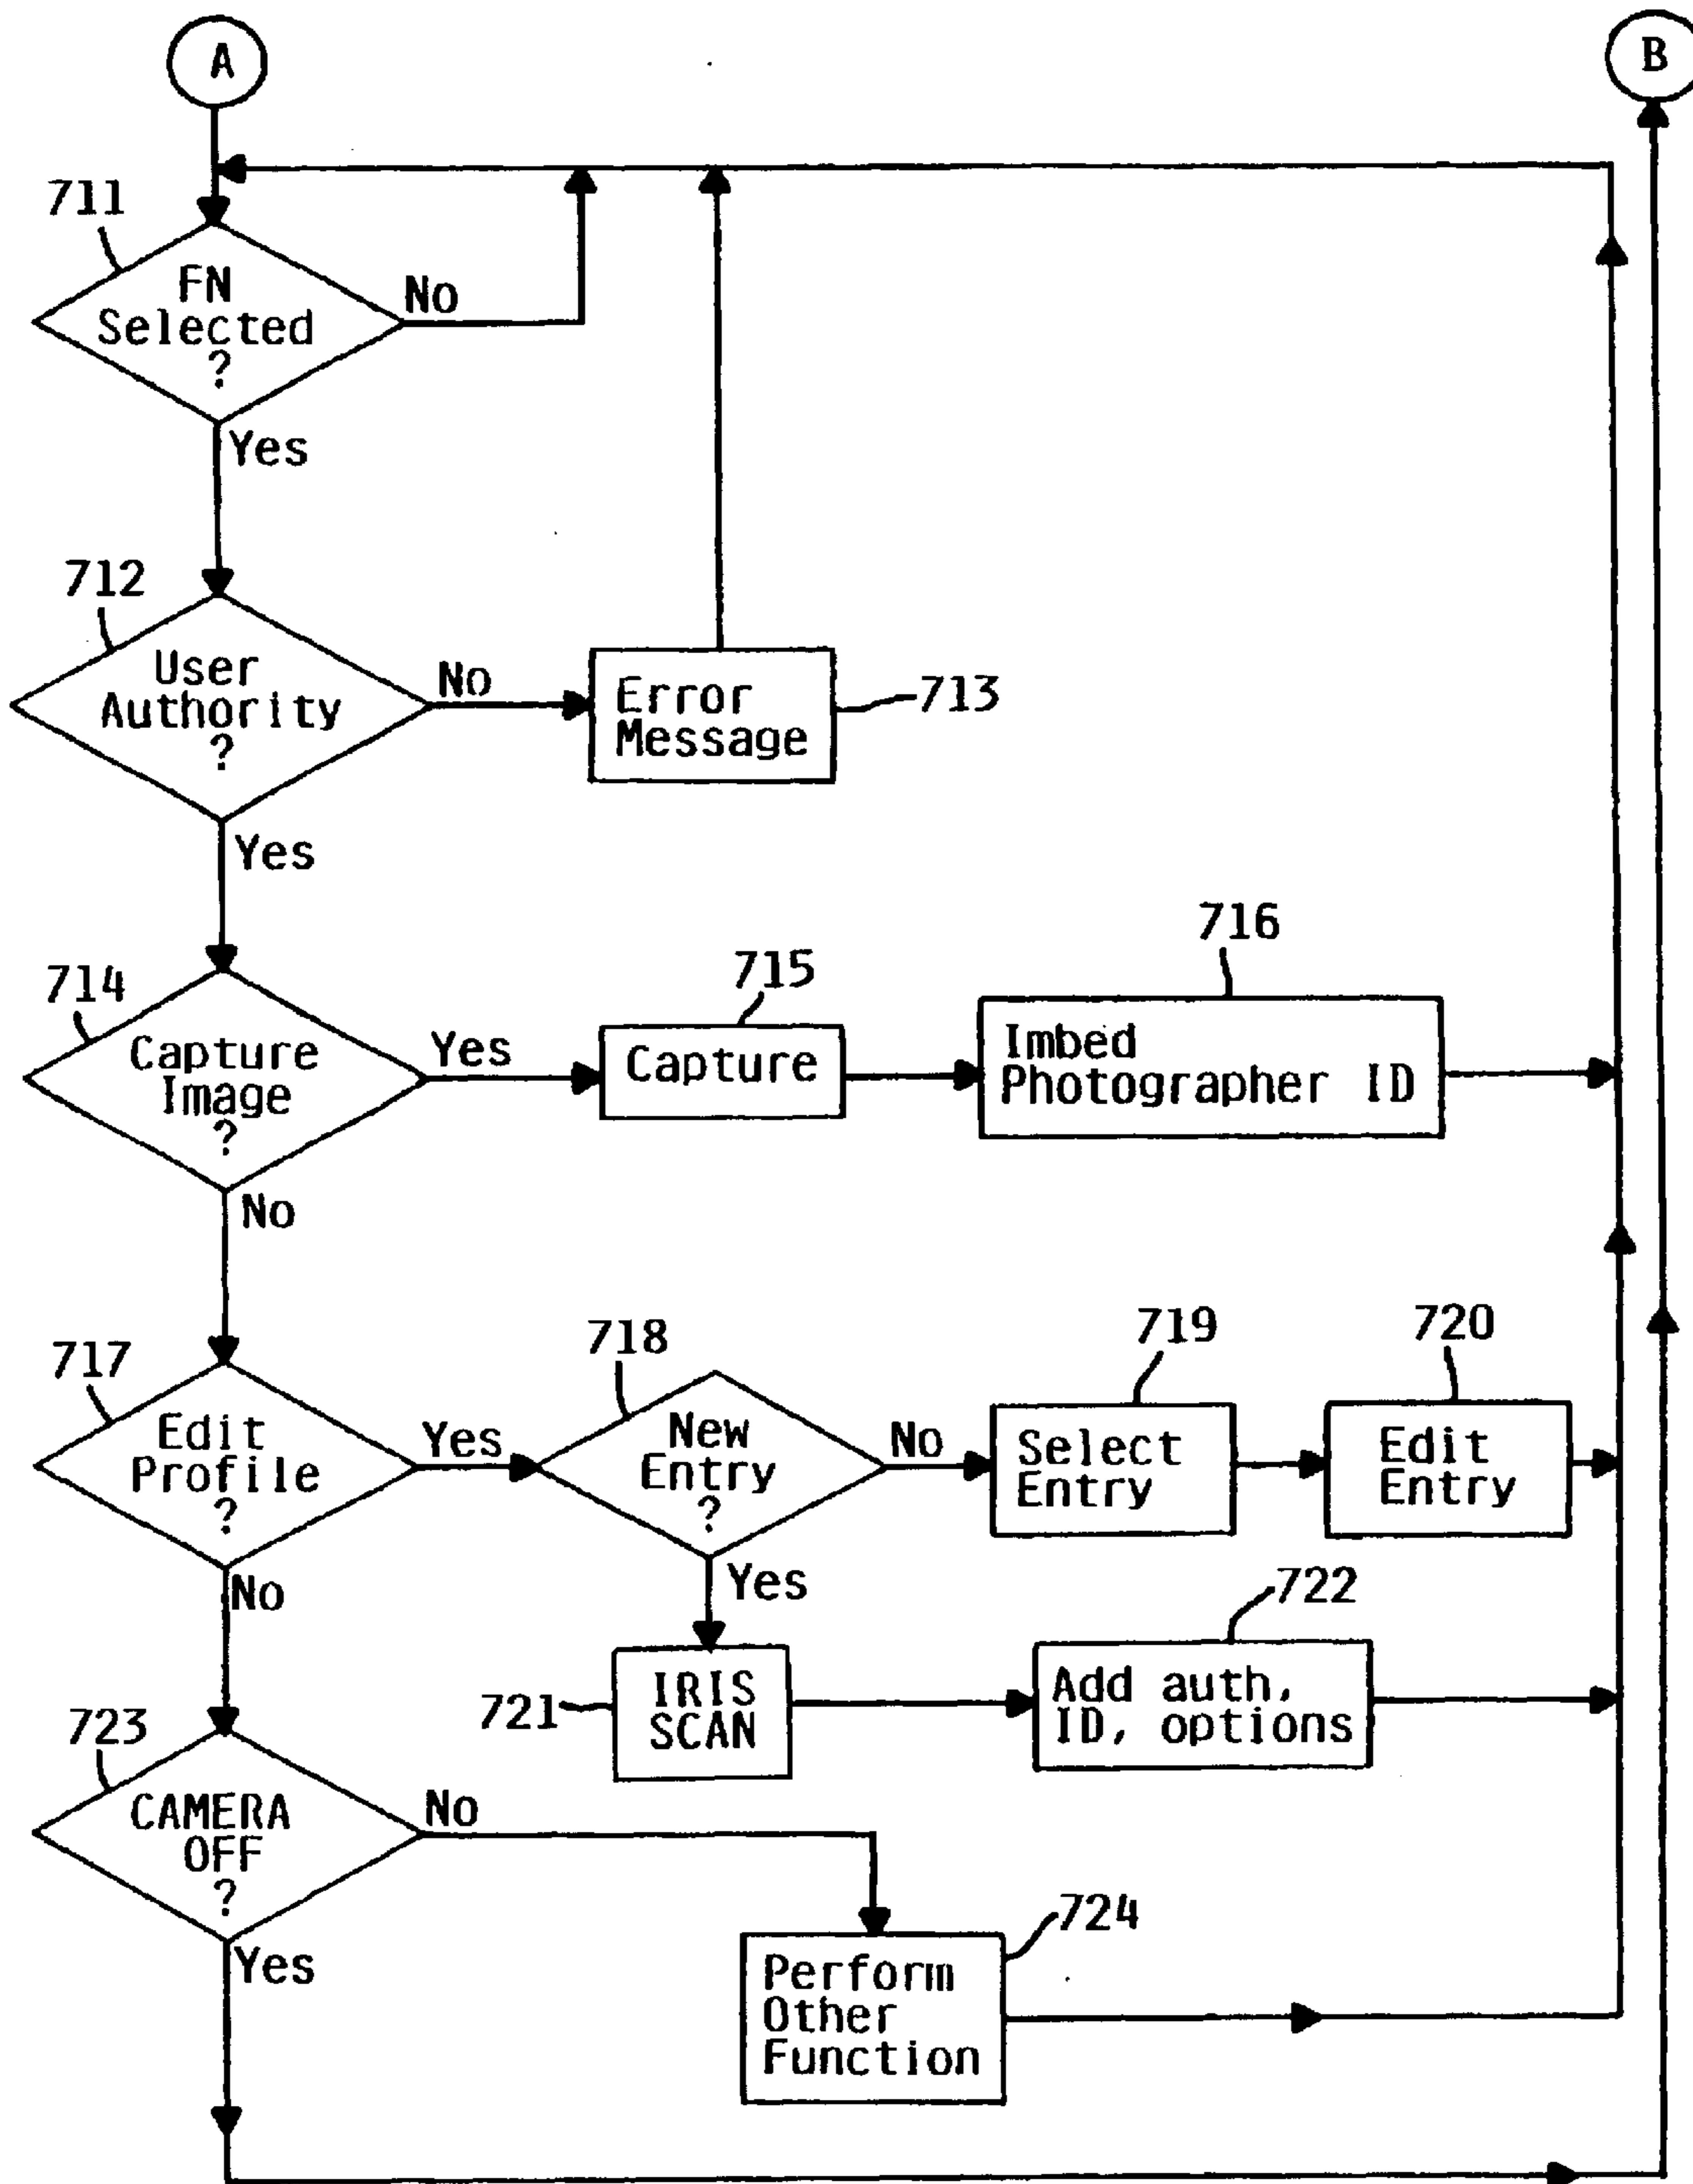 A
B
711
FN
Selected
?
No
Yes
712
User
Authority
?
No
Error
Message
713
Yes
714
Capture
Image
?
Yes
715
Capture
716
Imbed
Photographer ID
No
717
Edit
Profile
?
Yes
718
New
Entry
?
No
719
Select
Entry
720
Edit
Entry
Yes
No
721
IRIS
SCAN
722
Add auth,
ID, options
723
CAMERA
OFF
?
No
724
Perform
Other
Function
Yes